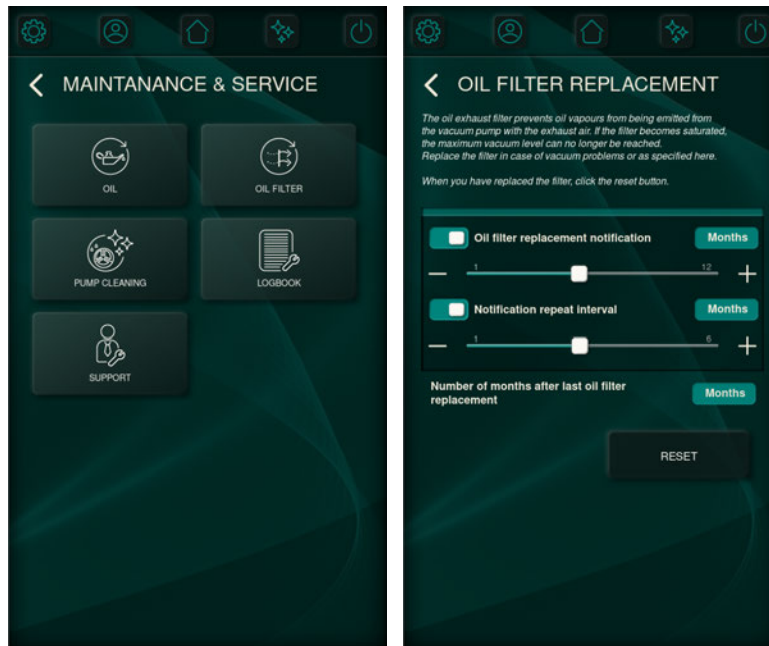 MAINTANANCE & SERVICE
OIL
OIL FILTER
PUMP CLEANING
LOGBOOK
SUPPORT
OIL FILTER REPLACEMENT
The oil exhaust filter prevents oil vapours from being emitted from
the vacuum pump with the exhaust air. If the filter becomes saturated,
the maximum vacuum level can no longer be reached.
Replace the filter in case of vacuum problems or as specified here.
When you have replaced the filter, click the reset button.
Oil filter replacement notification
Months
1
12
Notification repeat interval
Months
1
6
Number of months after last oil filter
replacement
Months
RESET